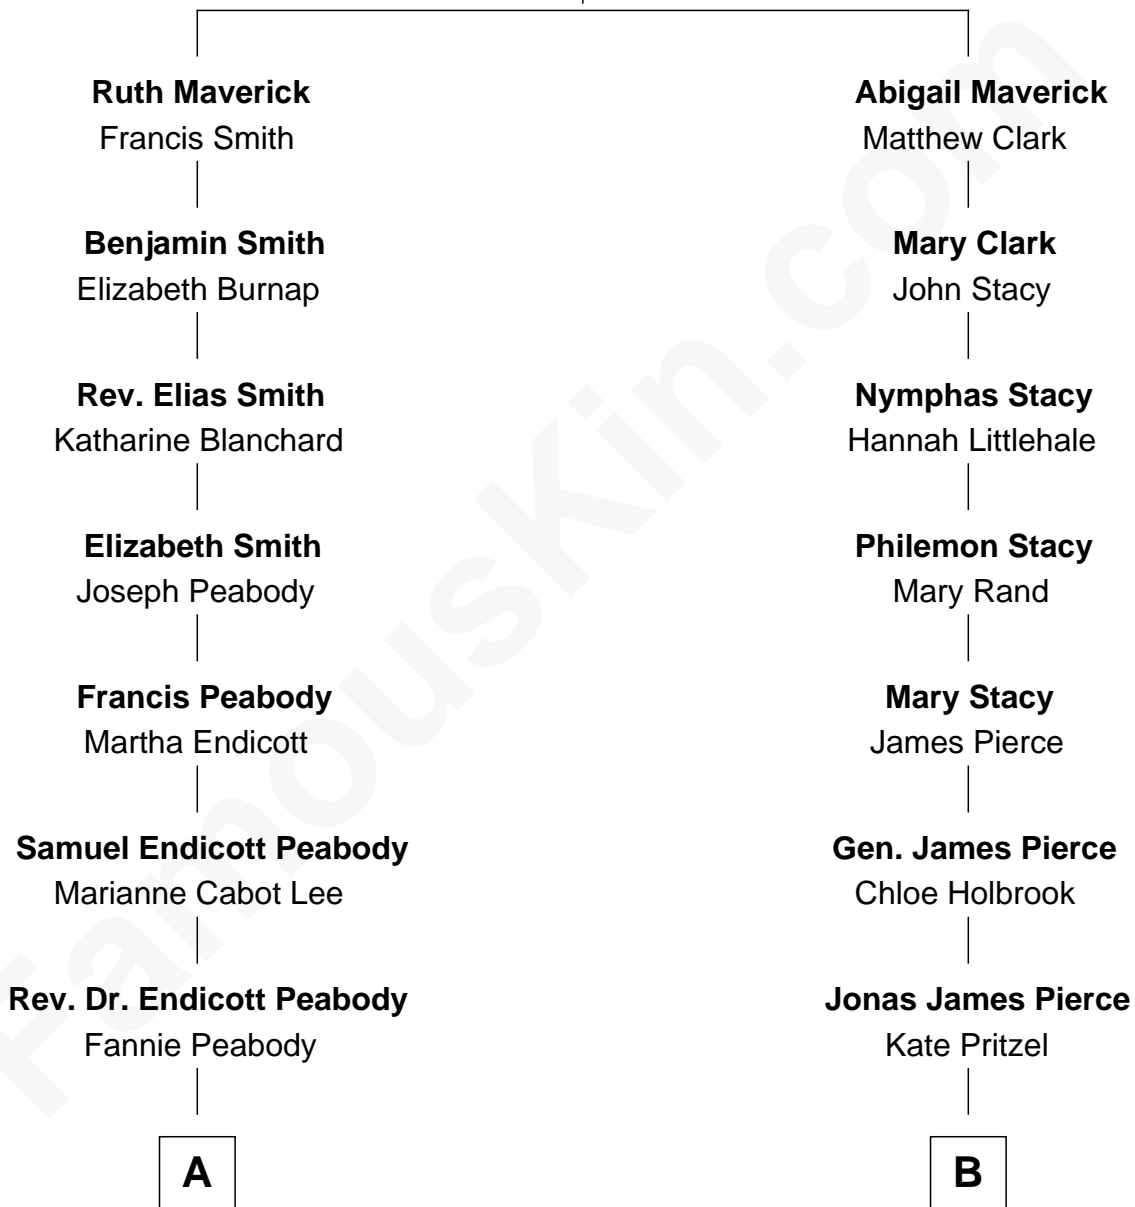 Ruth Maverick
Francis Smith
Benjamin Smith
Elizabeth Burnap
Rev. Elias Smith
Katharine Blanchard
Elizabeth Smith
Joseph Peabody
Francis Peabody
Martha Endicott
Samuel Endicott Peabody
Marianne Cabot Lee
Rev. Dr. Endicott Peabody
Fannie Peabody
A
Abigail Maverick
Matthew Clark
Mary Clark
John Stacy
Nymphas Stacy
Hannah Littlehale
Philemon Stacy
Mary Rand
Mary Stacy
James Pierce
Gen. James Pierce
Chloe Holbrook
Jonas James Pierce
Kate Pritzel
B
FamousKin.com